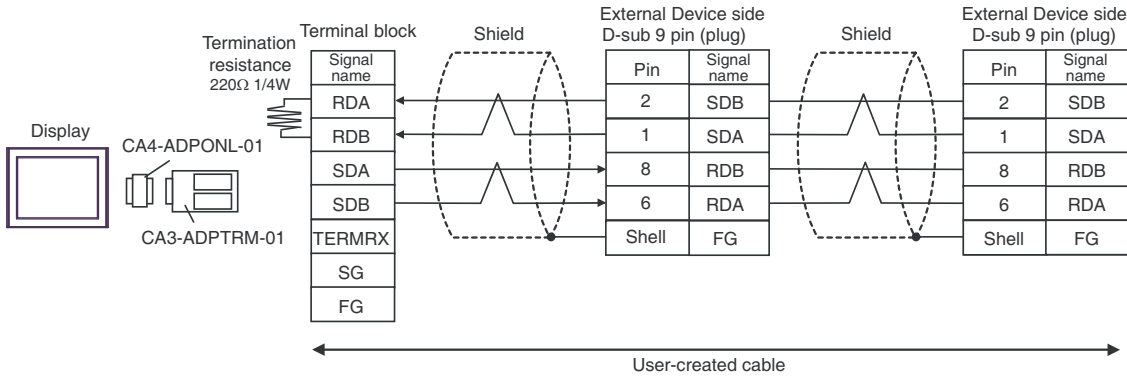 Display
CA4-ADPONL-01
CA3-ADPTRM-01
Termination
resistance
220Ω 1/4W
Terminal block
Signal
name
RDA
RDB
SDA
SDB
TERMRX
SG
FG
Shield
External Device side
D-sub 9 pin (plug)
Pin Signal
name
2 SDB
1 SDA
8 RDB
6 RDA
Shell FG
Shield
External Device side
D-sub 9 pin (plug)
Pin Signal
name
2 SDB
1 SDA
8 RDB
6 RDA
Shell FG
User-created cable